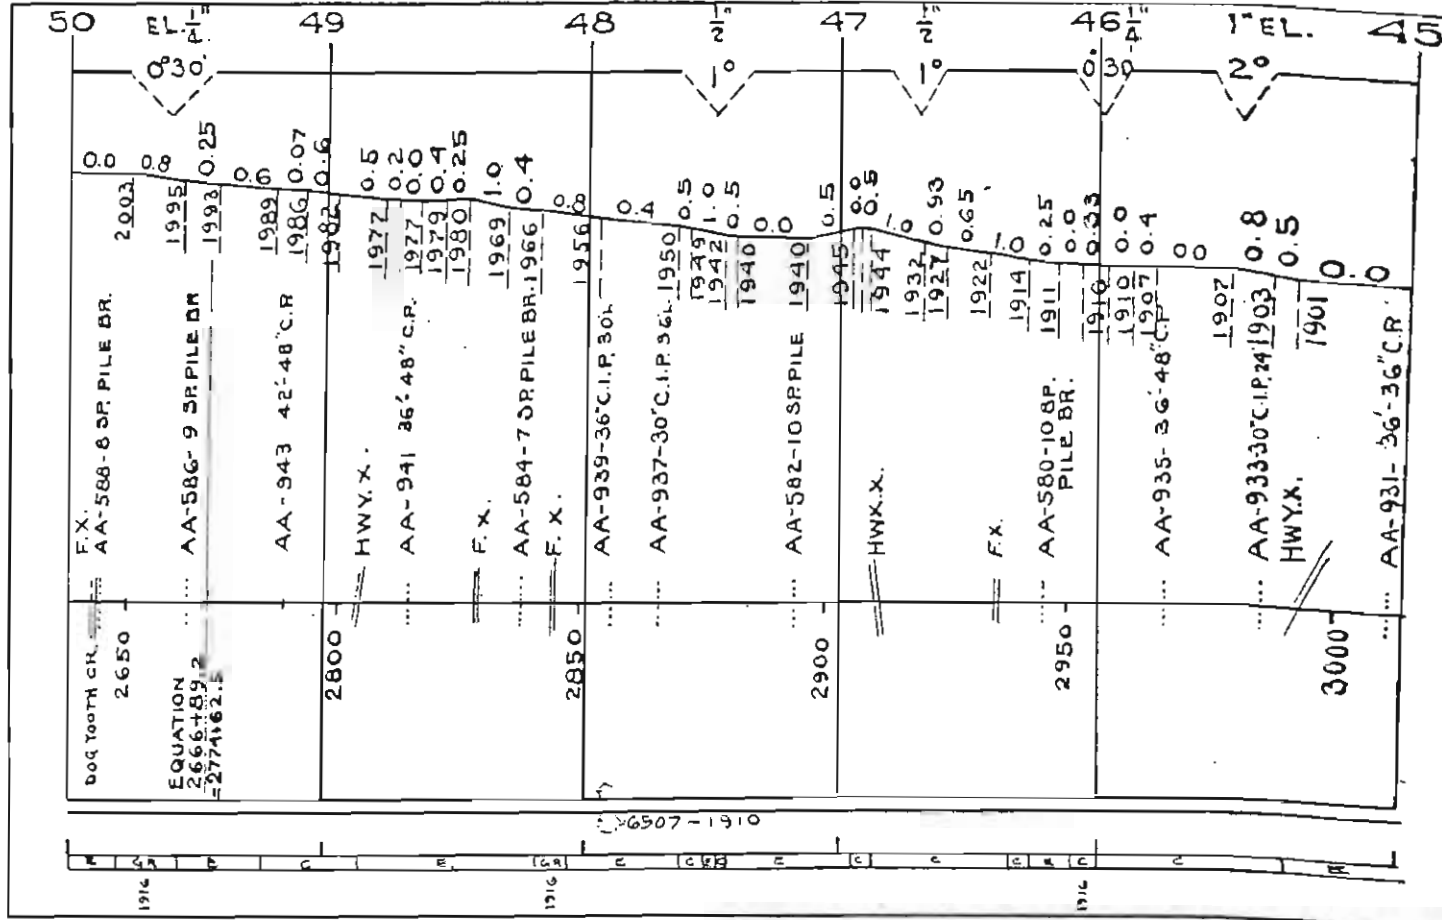 50
EL. 1/4"
49
48
1/2"
47
1/2"
46
1/4"
1" EL.
45
0°30'
1°
1°
0°30'
2°
0.0
0.8
0.25
0.6
0.07
0.6
0.5
0.2
0.0
0.4
0.25
1.0
0.4
0.8
0.4
0.5
1.0
0.5
0.0
0.5
0.0
0.5
1.0
0.93
0.65
1.0
0.25
0.0
0.33
0.0
0.4
0.0
0.8
0.5
0.0
2003
1995
1993
1989
1986
1982
1977
1977
1979
1980
1969
1966
1956
1950
1949
1942
1940
1940
1945
1944
1932
1927
1922
1914
1911
1910
1910
1907
1907
1903
1901
F.X.
AA-588-8 SP. PILE BR.
AA-586-9 SP. PILE BR
AA-943 42'-48" C.P.
HWY.X.
AA-941 36'-48" C.P.
F.X.
AA-584-7 SP. PILE BR.
F.X.
AA-939-36" C.I.P. 30'L.
AA-937-30" C.I.P. 36'L.
AA-582-10 SP. PILE
HWX.X.
F.X.
AA-580-10 SP.
PILE BR.
AA-935-36'-48" C.P.
AA-933-30" C.I.P. 24'
HWY.X.
AA-931-36'-36" C.P.
DOG TOOTH CR.
2650
EQUATION
2666+89.2
=2774+62.5
2800
2850
2900
2950
3000
6507-1910
GR
E
C
E
GR
C
C
C
C
C
C
C
C
1916
1916
1916